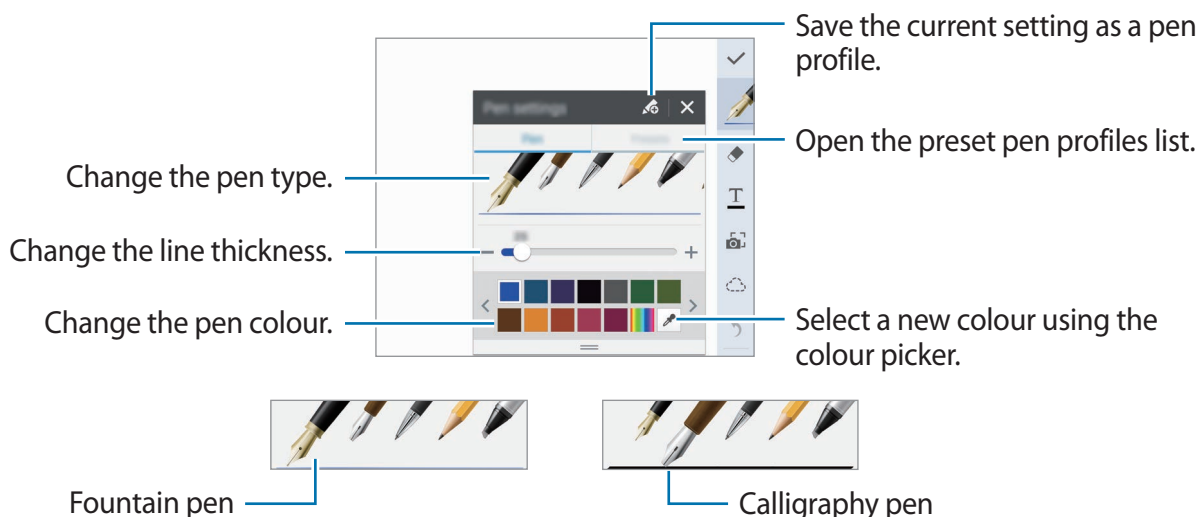 Save the current setting as a pen
profile.
Open the preset pen profiles list.
Change the pen type.
Change the line thickness.
Change the pen colour.
Select a new colour using the
colour picker.
Fountain pen
Calligraphy pen
T